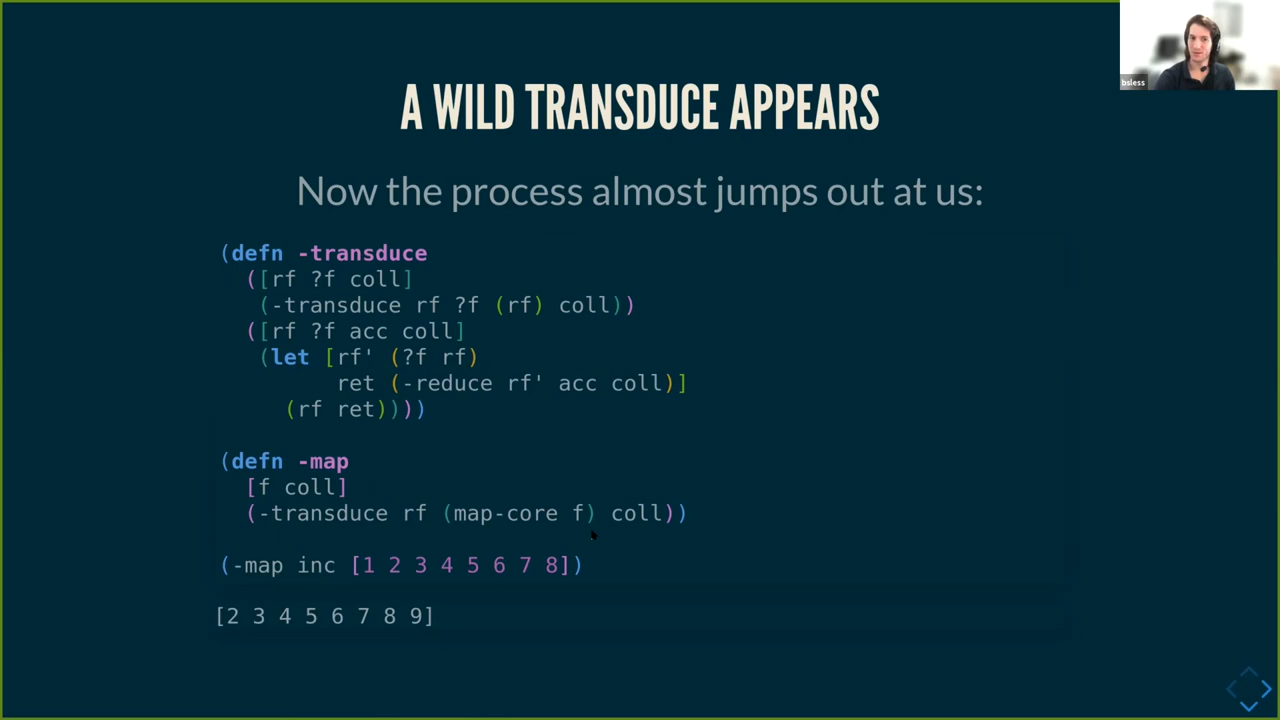 bsless
A WILD TRANSDUCE APPEARS
Now the process almost jumps out at us:
(defn -transduce
  ([rf ?f coll]
   (-transduce rf ?f (rf) coll))
  ([rf ?f acc coll]
   (let [rf' (?f rf)
         ret (-reduce rf' acc coll)]
     (rf ret))))
(defn -map
  [f coll]
  (-transduce rf (map-core f) coll))
(-map inc [1 2 3 4 5 6 7 8])
[2 3 4 5 6 7 8 9]